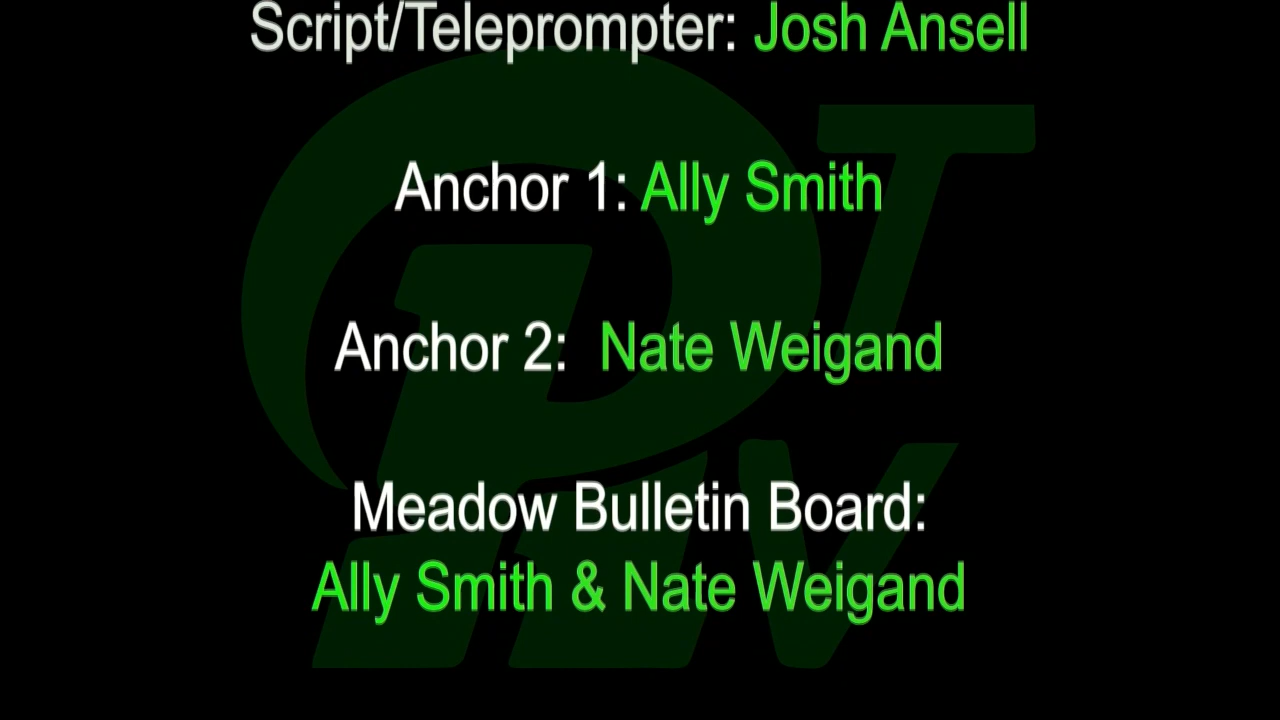 Script/Teleprompter: Josh Ansell
Anchor 1: Ally Smith
Anchor 2: Nate Weigand
Meadow Bulletin Board:
Ally Smith & Nate Weigand